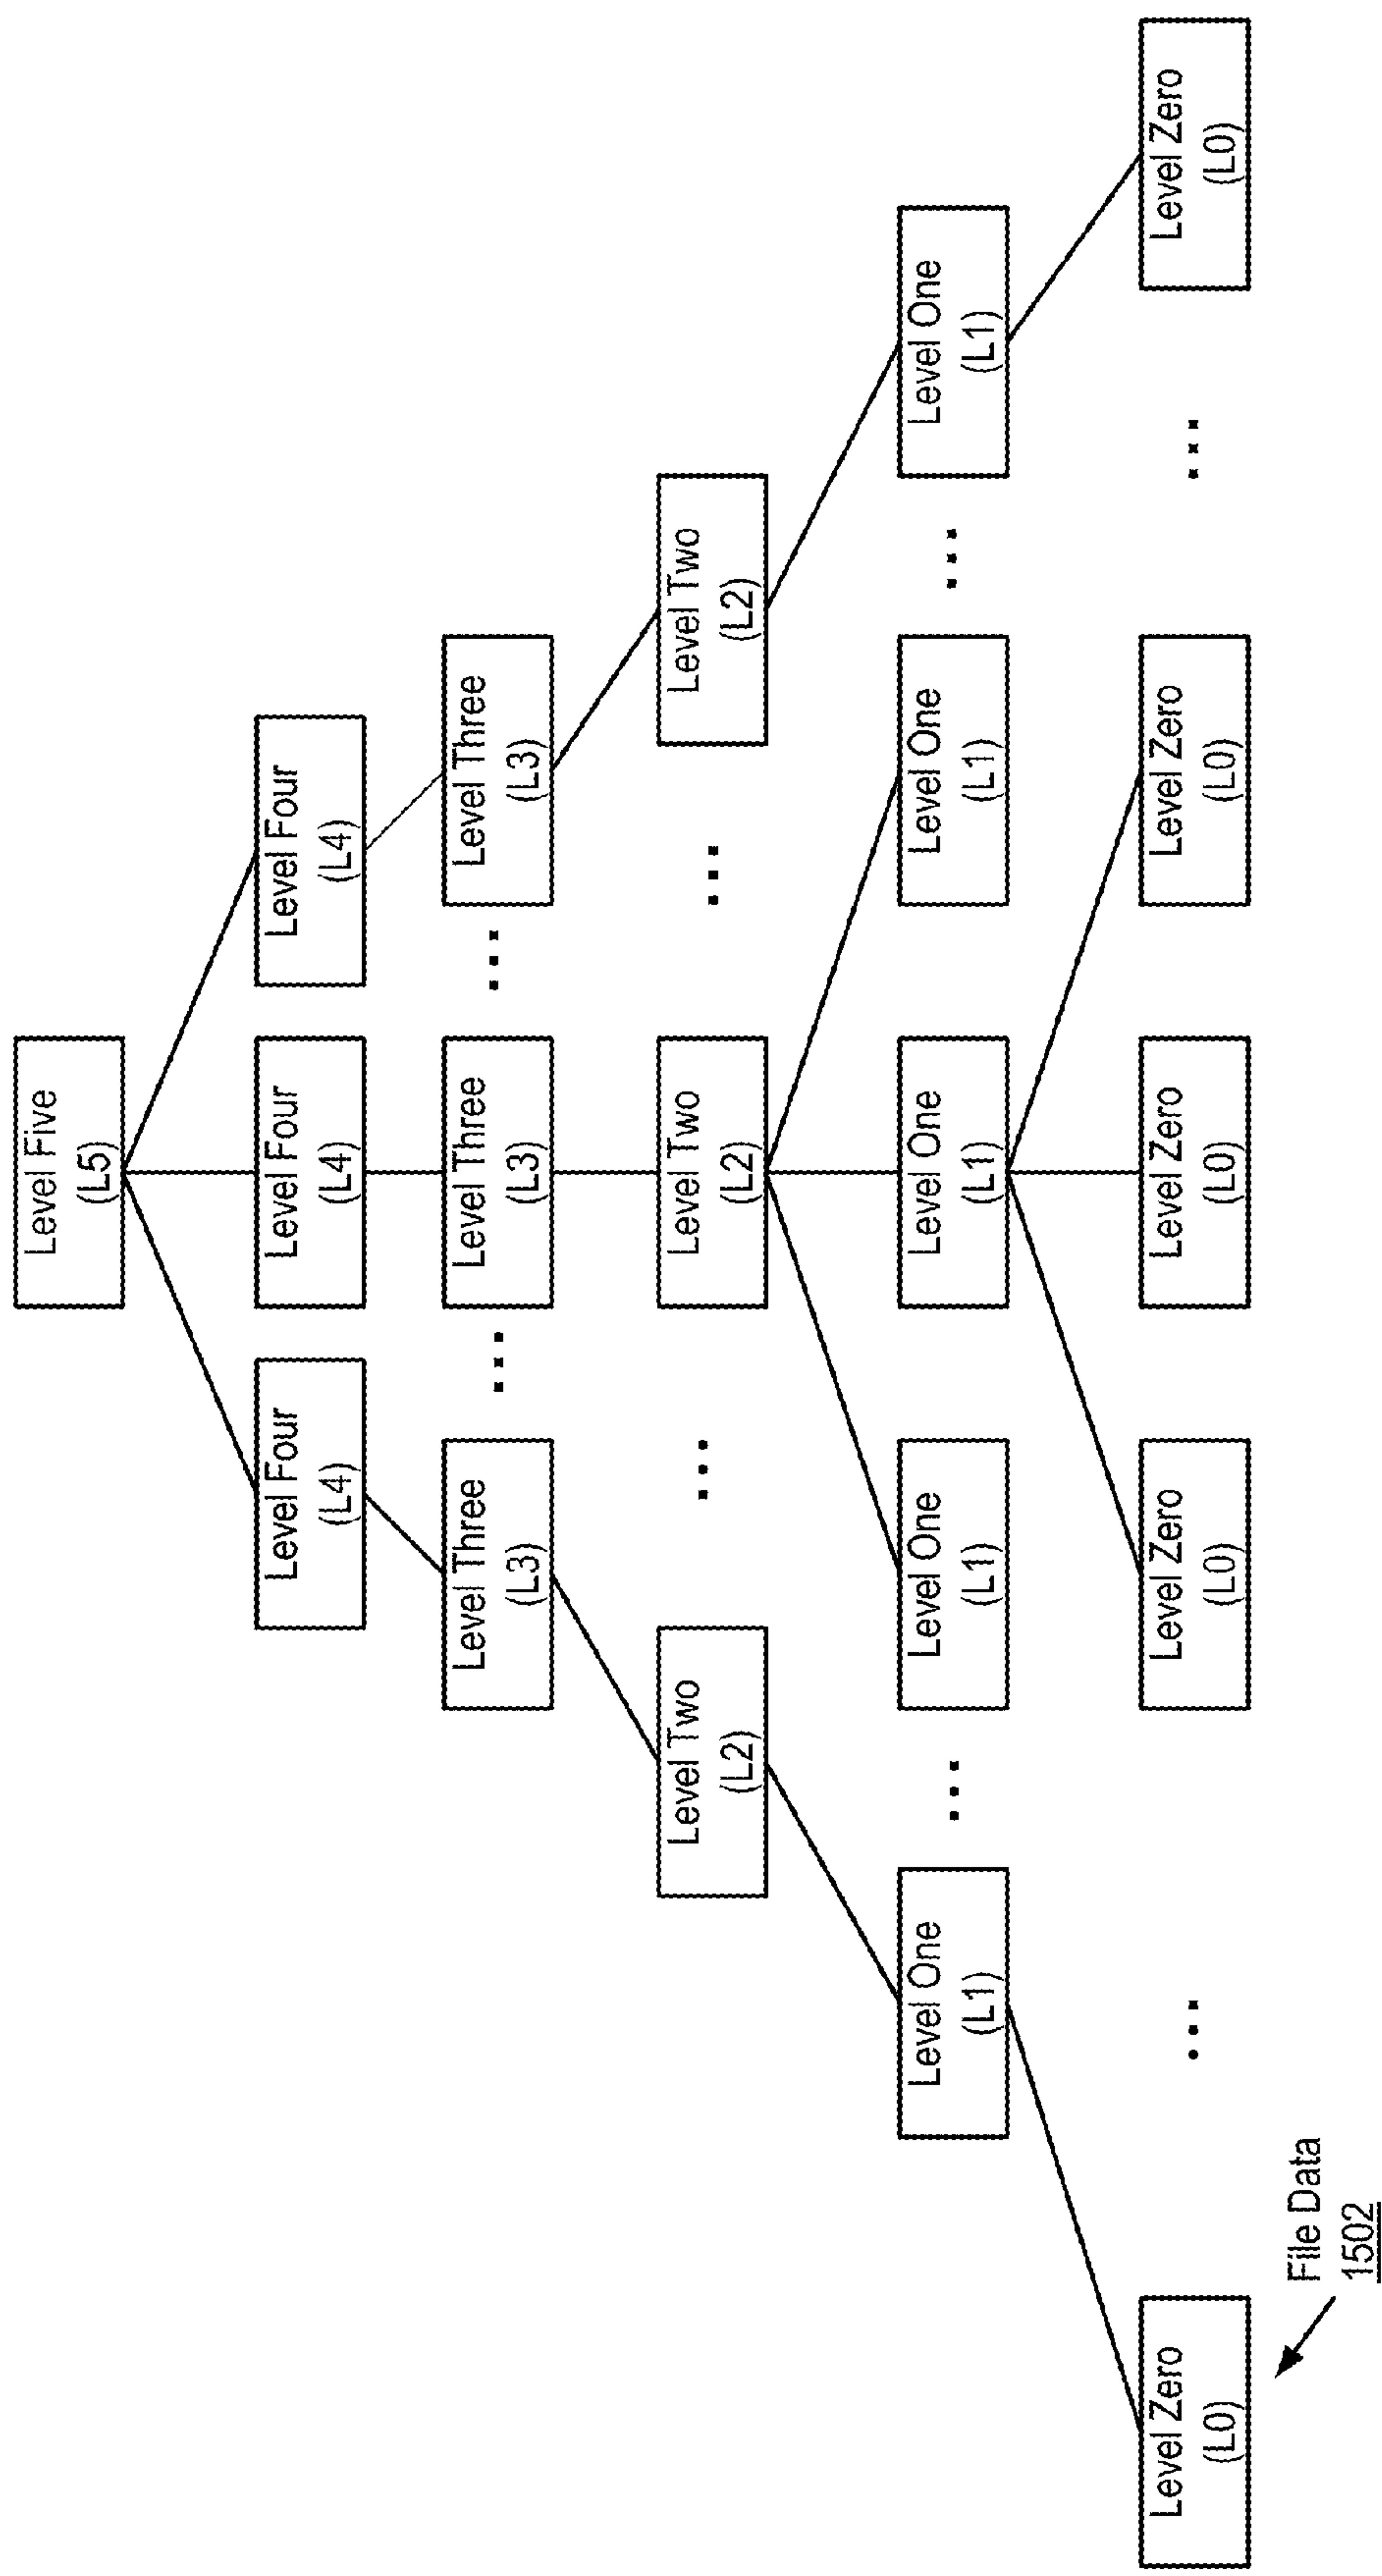 Level Five
(L5)
Level Four
(L4)
Level Four
(L4)
Level Four
(L4)
Level Three
(L3)
...
Level Three
(L3)
...
Level Three
(L3)
Level Two
(L2)
...
Level Two
(L2)
...
Level Two
(L2)
Level One
(L1)
...
Level One
(L1)
Level One
(L1)
Level One
(L1)
...
Level One
(L1)
Level Zero
(L0)
...
Level Zero
(L0)
Level Zero
(L0)
Level Zero
(L0)
...
Level Zero
(L0)
File Data
1502